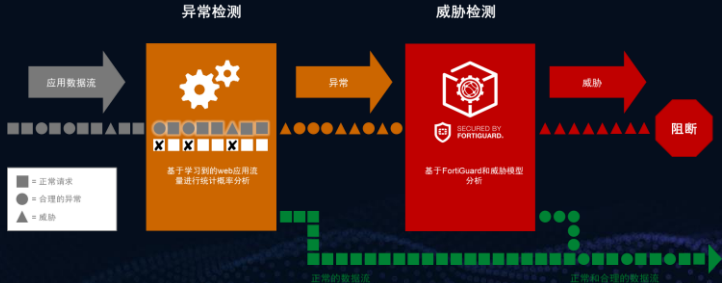 异常检测
威胁检测
应用数据流
异常
威胁
SECURED BY
FORTIGUARD.
阻断
基于学习到的web应用流
量进行统计概率分析
基于FortiGuard和威胁模型
分析
= 正常请求
= 合理的异常
= 威胁
正常的数据流
正常和合理的数据流